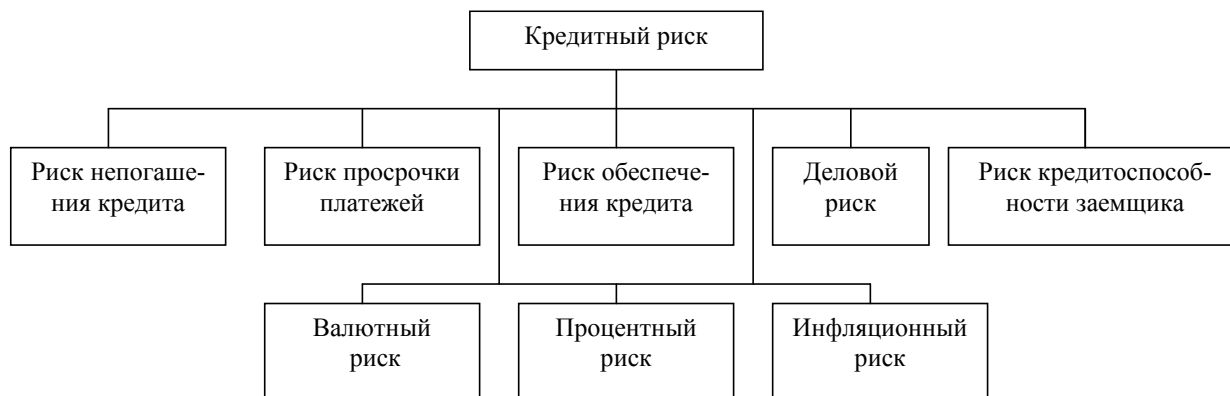 Кредитный риск
Риск непогаше-
ния кредита
Риск просрочки
платежей
Риск обеспече-
ния кредита
Деловой
риск
Риск кредитоспособ-
ности заемщика
Валютный
риск
Процентный
риск
Инфляционный
риск